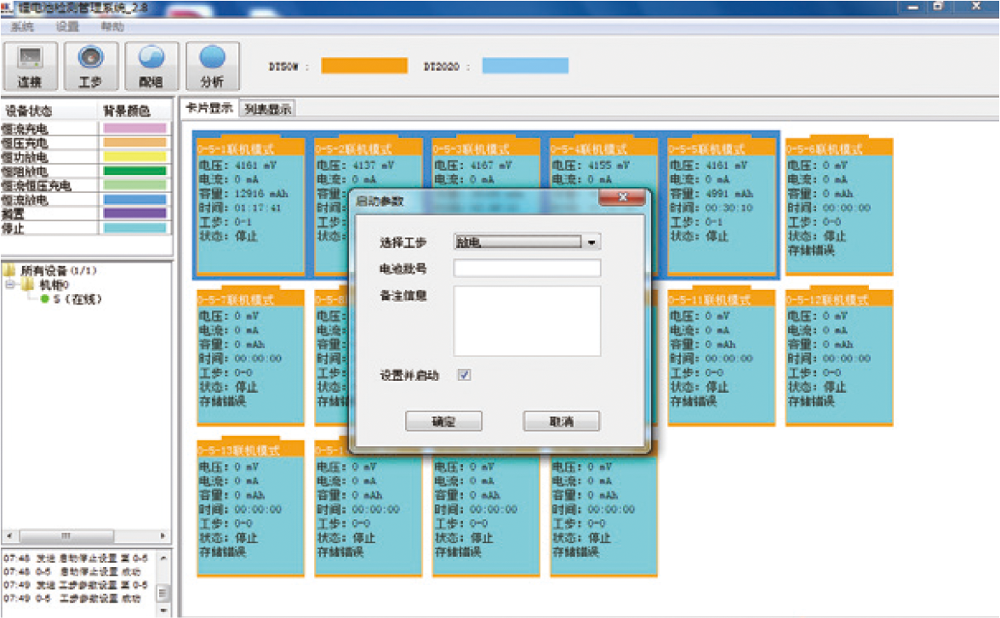 锂电池检测管理系统_2.8
系统 设置 帮助
连接 工步 配组 分析
DT50W : DT2020 :
设备状态 背景颜色
恒流充电
恒压充电
恒功放电
恒阻放电
恒流恒压充电
恒流放电
搁置
停止
所有设备(1/1)
机柜0
5(在线)
07:48 发送 启动停止设置 至 0-5
07:48 0-5 启动停止设置 成功
07:49 发送 工步参数设置 至 0-5
07:49 0-5 工步参数设置 成功
卡片显示 列表显示
0-5-1联机模式
电压: 4161 mV
电流: 0 mA
容量: 12916 mAh
时间: 01:17:41
工步: 0-1
状态: 停止
0-5-2联机模式
电压: 4137 mV
电流: 0 mA
容量:
时间:
工步:
状态:
0-5-3联机模式
电压: 4167 mV
电流: 0 mA
0-5-4联机模式
电压: 4155 mV
电流: 0 mA
0-5-5联机模式
电压: 4161 mV
电流: 0 mA
容量: 4991 mAh
时间: 00:30:10
工步: 0-1
状态: 停止
0-5-6联机模式
电压: 0 mV
电流: 0 mA
容量: 0 mAh
时间: 00:00:00
工步: 0-0
状态: 停止
存储错误
启动参数
选择工步 放电
电池批号
备注信息
设置并启动
确定 取消
0-5-7联机模式
电压: 0 mV
电流: 0 mA
容量: 0 mAh
时间: 00:00:00
工步: 0-0
状态: 停止
存储错误
0-5-8
电压:
电流:
容量:
时间:
工步:
状态:
存储
0-5-11联机模式
电压: 0 mV
电流: 0 mA
容量: 0 mAh
时间: 00:00:00
工步: 0-0
状态: 停止
存储错误
0-5-12联机模式
电压: 0 mV
电流: 0 mA
容量: 0 mAh
时间: 00:00:00
工步: 0-0
状态: 停止
存储错误
0-5-13联机模式
电压: 0 mV
电流: 0 mA
容量: 0 mAh
时间: 00:00:00
工步: 0-0
状态: 停止
存储错误
0-5-1
电压: 0 mV
电流: 0 mA
容量: 0 mAh
时间: 00:00:00
工步: 0-0
状态: 停止
存储错误
电压: 0 mV
电流: 0 mA
容量: 0 mAh
时间: 00:00:00
工步: 0-0
状态: 停止
存储错误
电压: 0 mV
电流: 0 mA
容量: 0 mAh
时间: 00:00:00
工步: 0-0
状态: 停止
存储错误